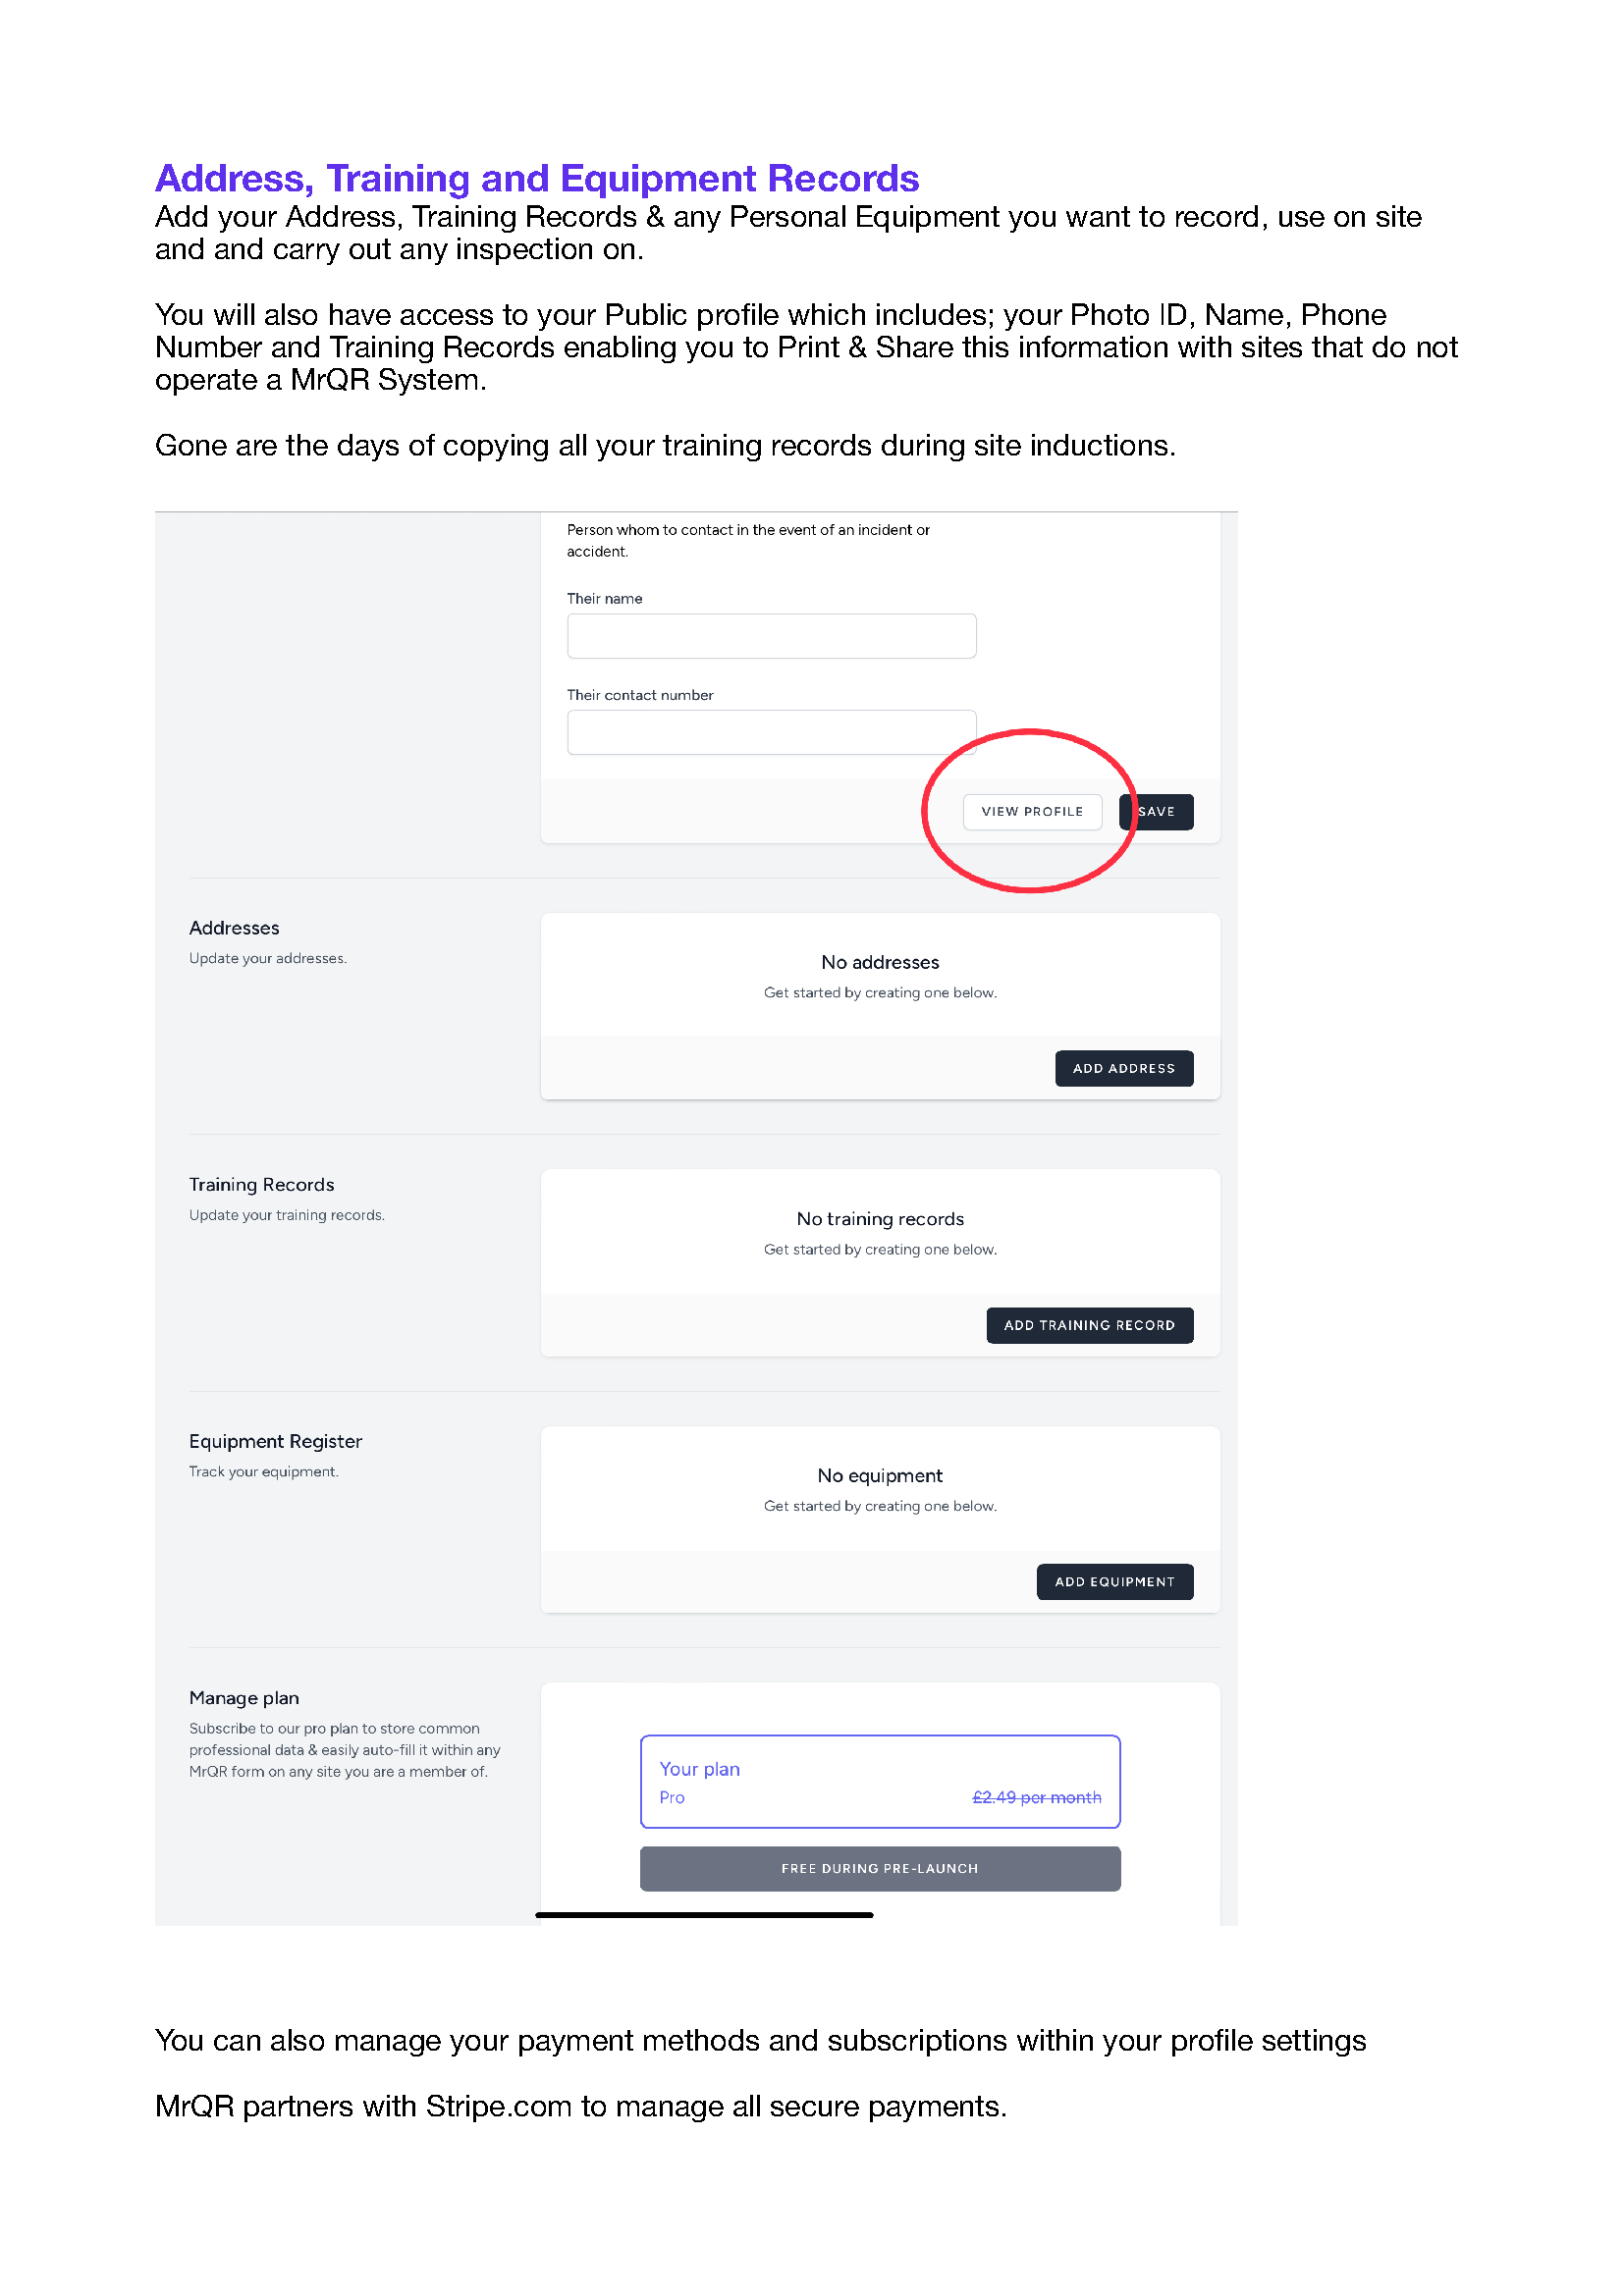 Address, Training and Equipment Records
Add your Address, Training Records & any Personal Equipment you want to record, use on site
and and carry out any inspection on.
You will also have access to your Public profile which includes; your Photo ID, Name, Phone
Number and Training Records enabling you to Print & Share this information with sites that do not
operate a MrQR System.
Gone are the days of copying all your training records during site inductions.
Person whom to contact in the event of an incident or
accident.
Their name
Their contact number
VIEW PROFILE
SAVE
Addresses
Update your addresses.
No addresses
Get started by creating one below.
ADD ADDRESS
Training Records
Update your training records.
No training records
Get started by creating one below.
ADD TRAINING RECORD
Equipment Register
Track your equipment.
No equipment
Get started by creating one below.
ADD EQUIPMENT
Manage plan
Subscribe to our pro plan to store common
professional data & easily auto-fill it within any
MrQR form on any site you are a member of.
Your plan
Pro
£2.49 per month
FREE DURING PRE-LAUNCH
You can also manage your payment methods and subscriptions within your profile settings
MrQR partners with Stripe.com to manage all secure payments.